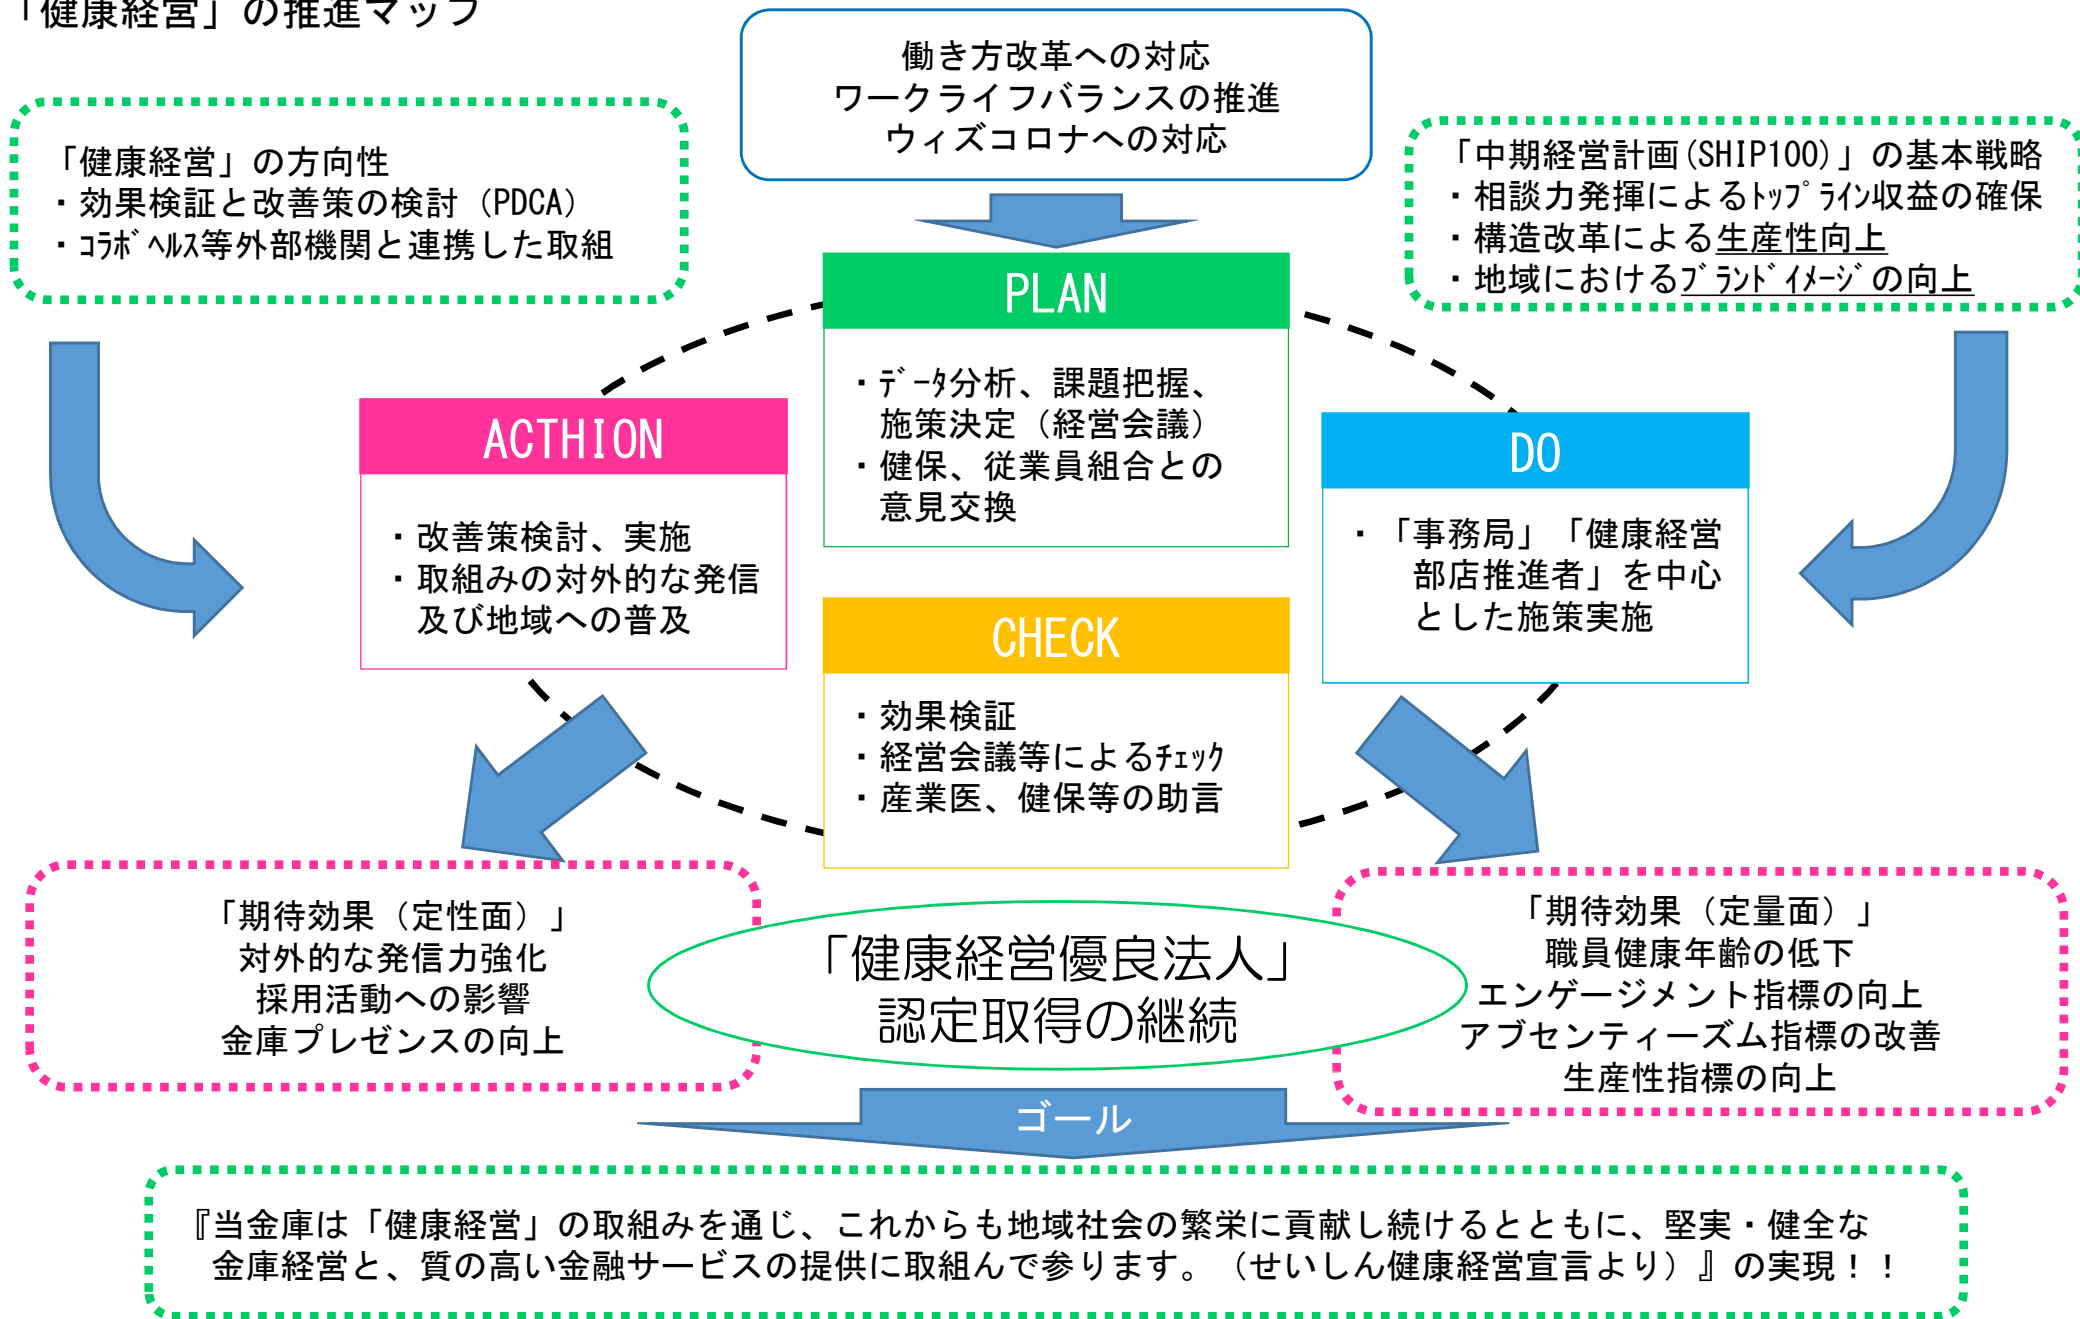 「健康経営」の推進マップ
働き方改革への対応
ワークライフバランスの推進
ウィズコロナへの対応
「健康経営」の方向性
・効果検証と改善策の検討（PDCA）
・ｺﾗﾎﾞﾍﾙｽ等外部機関と連携した取組
「中期経営計画(SHIP100)」の基本戦略
・相談力発揮によるﾄｯﾌﾟﾗｲﾝ収益の確保
・構造改革による生産性向上
・地域におけるﾌﾞﾗﾝﾄﾞｲﾒｰｼﾞの向上
PLAN
・ﾃﾞｰﾀ分析、課題把握、
施策決定（経営会議）
・健保、従業員組合との
意見交換
ACTHION
・改善策検討、実施
・取組みの対外的な発信
及び地域への普及
DO
・「事務局」「健康経営
部店推進者」を中心
とした施策実施
CHECK
・効果検証
・経営会議等によるﾁｪｯｸ
・産業医、健保等の助言
「期待効果（定性面）」
対外的な発信力強化
採用活動への影響
金庫プレゼンスの向上
「健康経営優良法人」
認定取得の継続
「期待効果（定量面）」
職員健康年齢の低下
エンゲージメント指標の向上
アブセンティーズム指標の改善
生産性指標の向上
ゴール
『当金庫は「健康経営」の取組みを通じ、これからも地域社会の繁栄に貢献し続けるとともに、堅実・健全な
金庫経営と、質の高い金融サービスの提供に取組んで参ります。（せいしん健康経営宣言より）』の実現！！